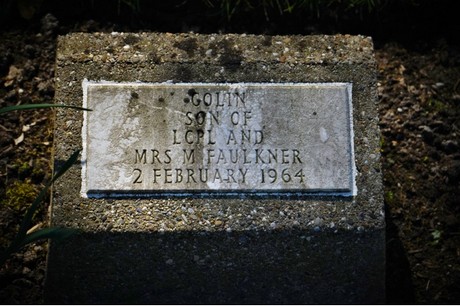 COLIN
SON OF
LCPL AND
MRS M FAULKNER
2 FEBRUARY 1964